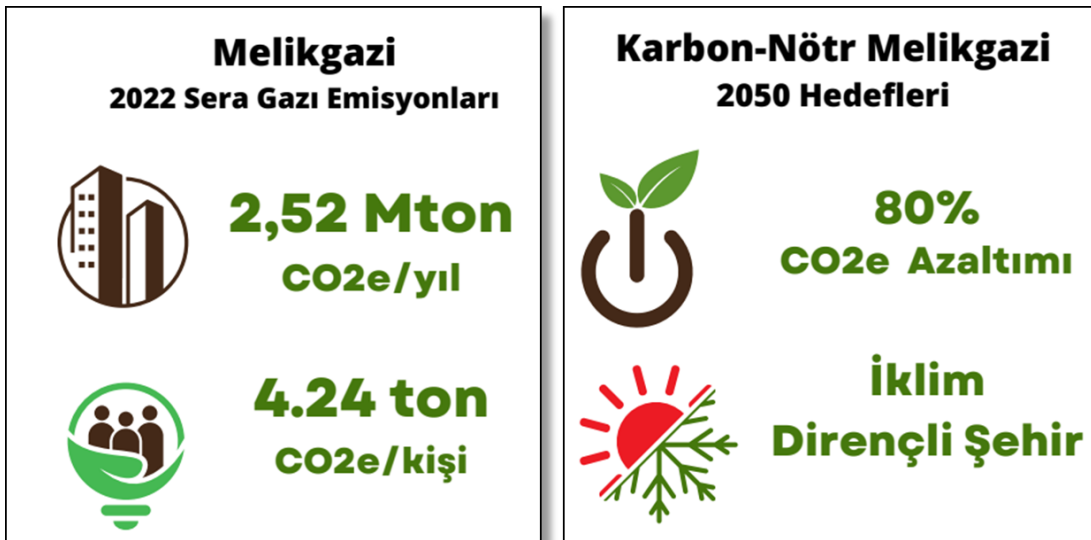 Melikgazi
2022 Sera Gazı Emisyonları
2,52 Mton
CO2e/yıl
4.24 ton
CO2e/kişi
Karbon-Nötr Melikgazi
2050 Hedefleri
80%
CO2e Azaltımı
İklim
Dirençli Şehir